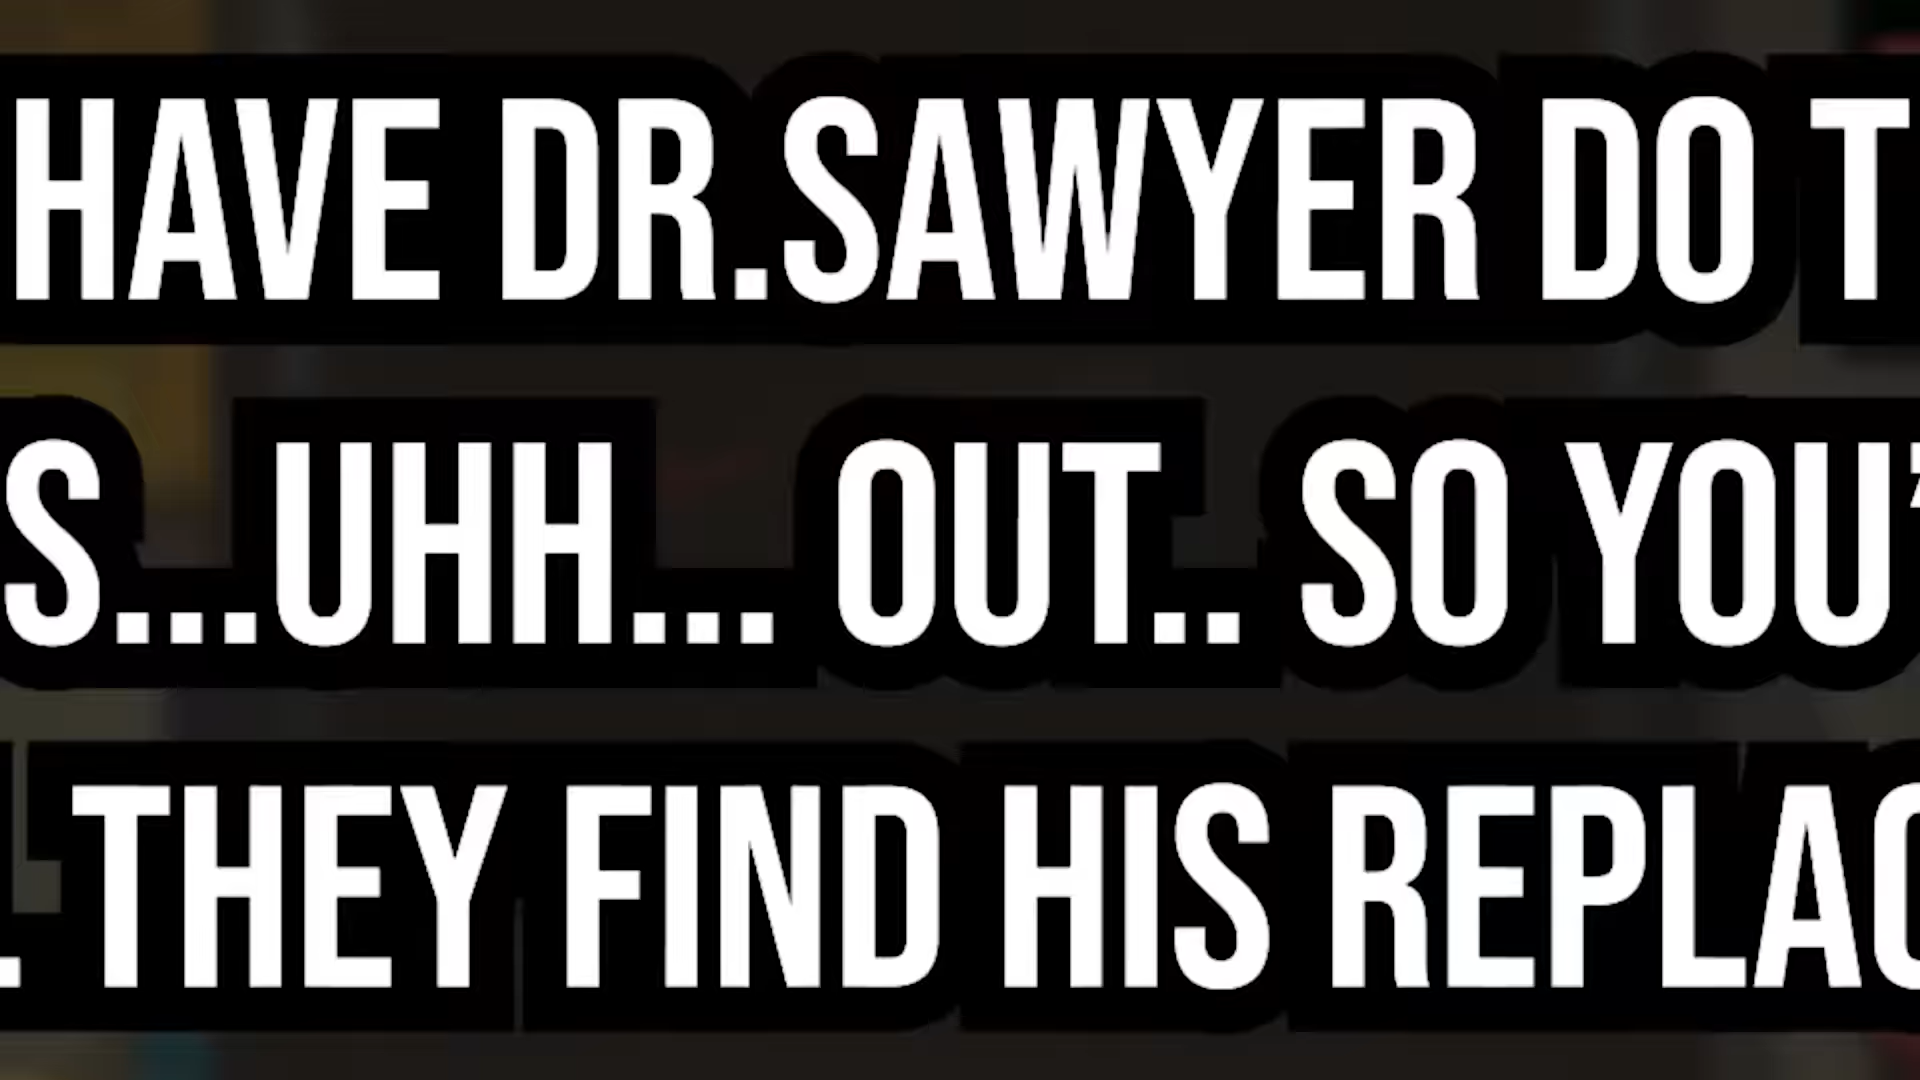 HAVE DR.SAWYER DO T
S...UHH... OUT.. SO YOU'
. THEY FIND HIS REPLAC